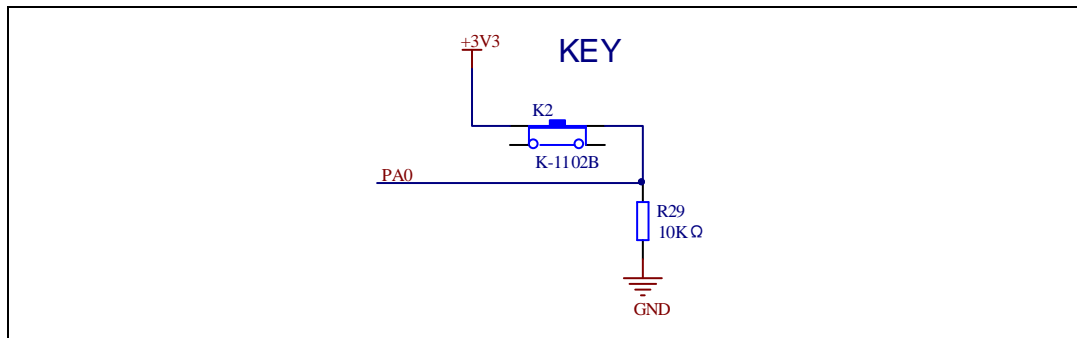 +3V3
KEY
K2
K-1102B
PA0
R29
10KΩ
GND